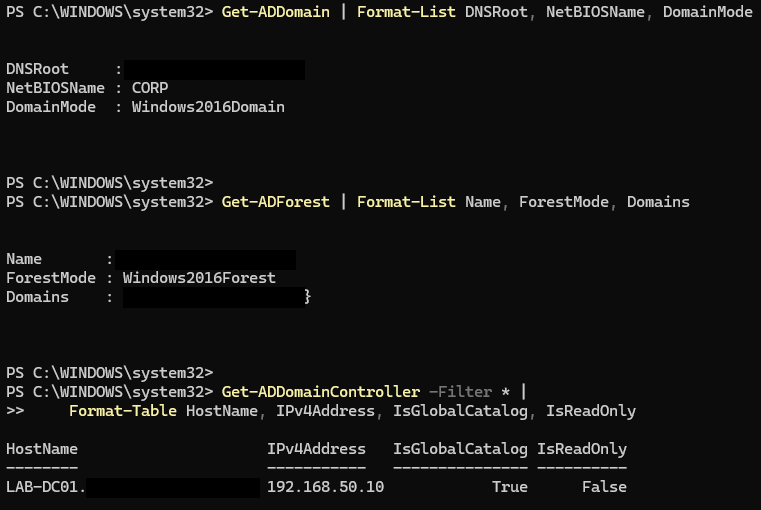 PS C:\WINDOWS\system32> Get-ADDomain | Format-List DNSRoot, NetBIOSName, DomainMode
DNSRoot     :
NetBIOSName : CORP
DomainMode  : Windows2016Domain
PS C:\WINDOWS\system32>
PS C:\WINDOWS\system32> Get-ADForest | Format-List Name, ForestMode, Domains
Name       :
ForestMode : Windows2016Forest
Domains    : }
PS C:\WINDOWS\system32>
PS C:\WINDOWS\system32> Get-ADDomainController -Filter * |
>>     Format-Table HostName, IPv4Address, IsGlobalCatalog, IsReadOnly
HostName                     IPv4Address   IsGlobalCatalog IsReadOnly
--------                     -----------   --------------- ----------
LAB-DC01.                    192.168.50.10            True      False